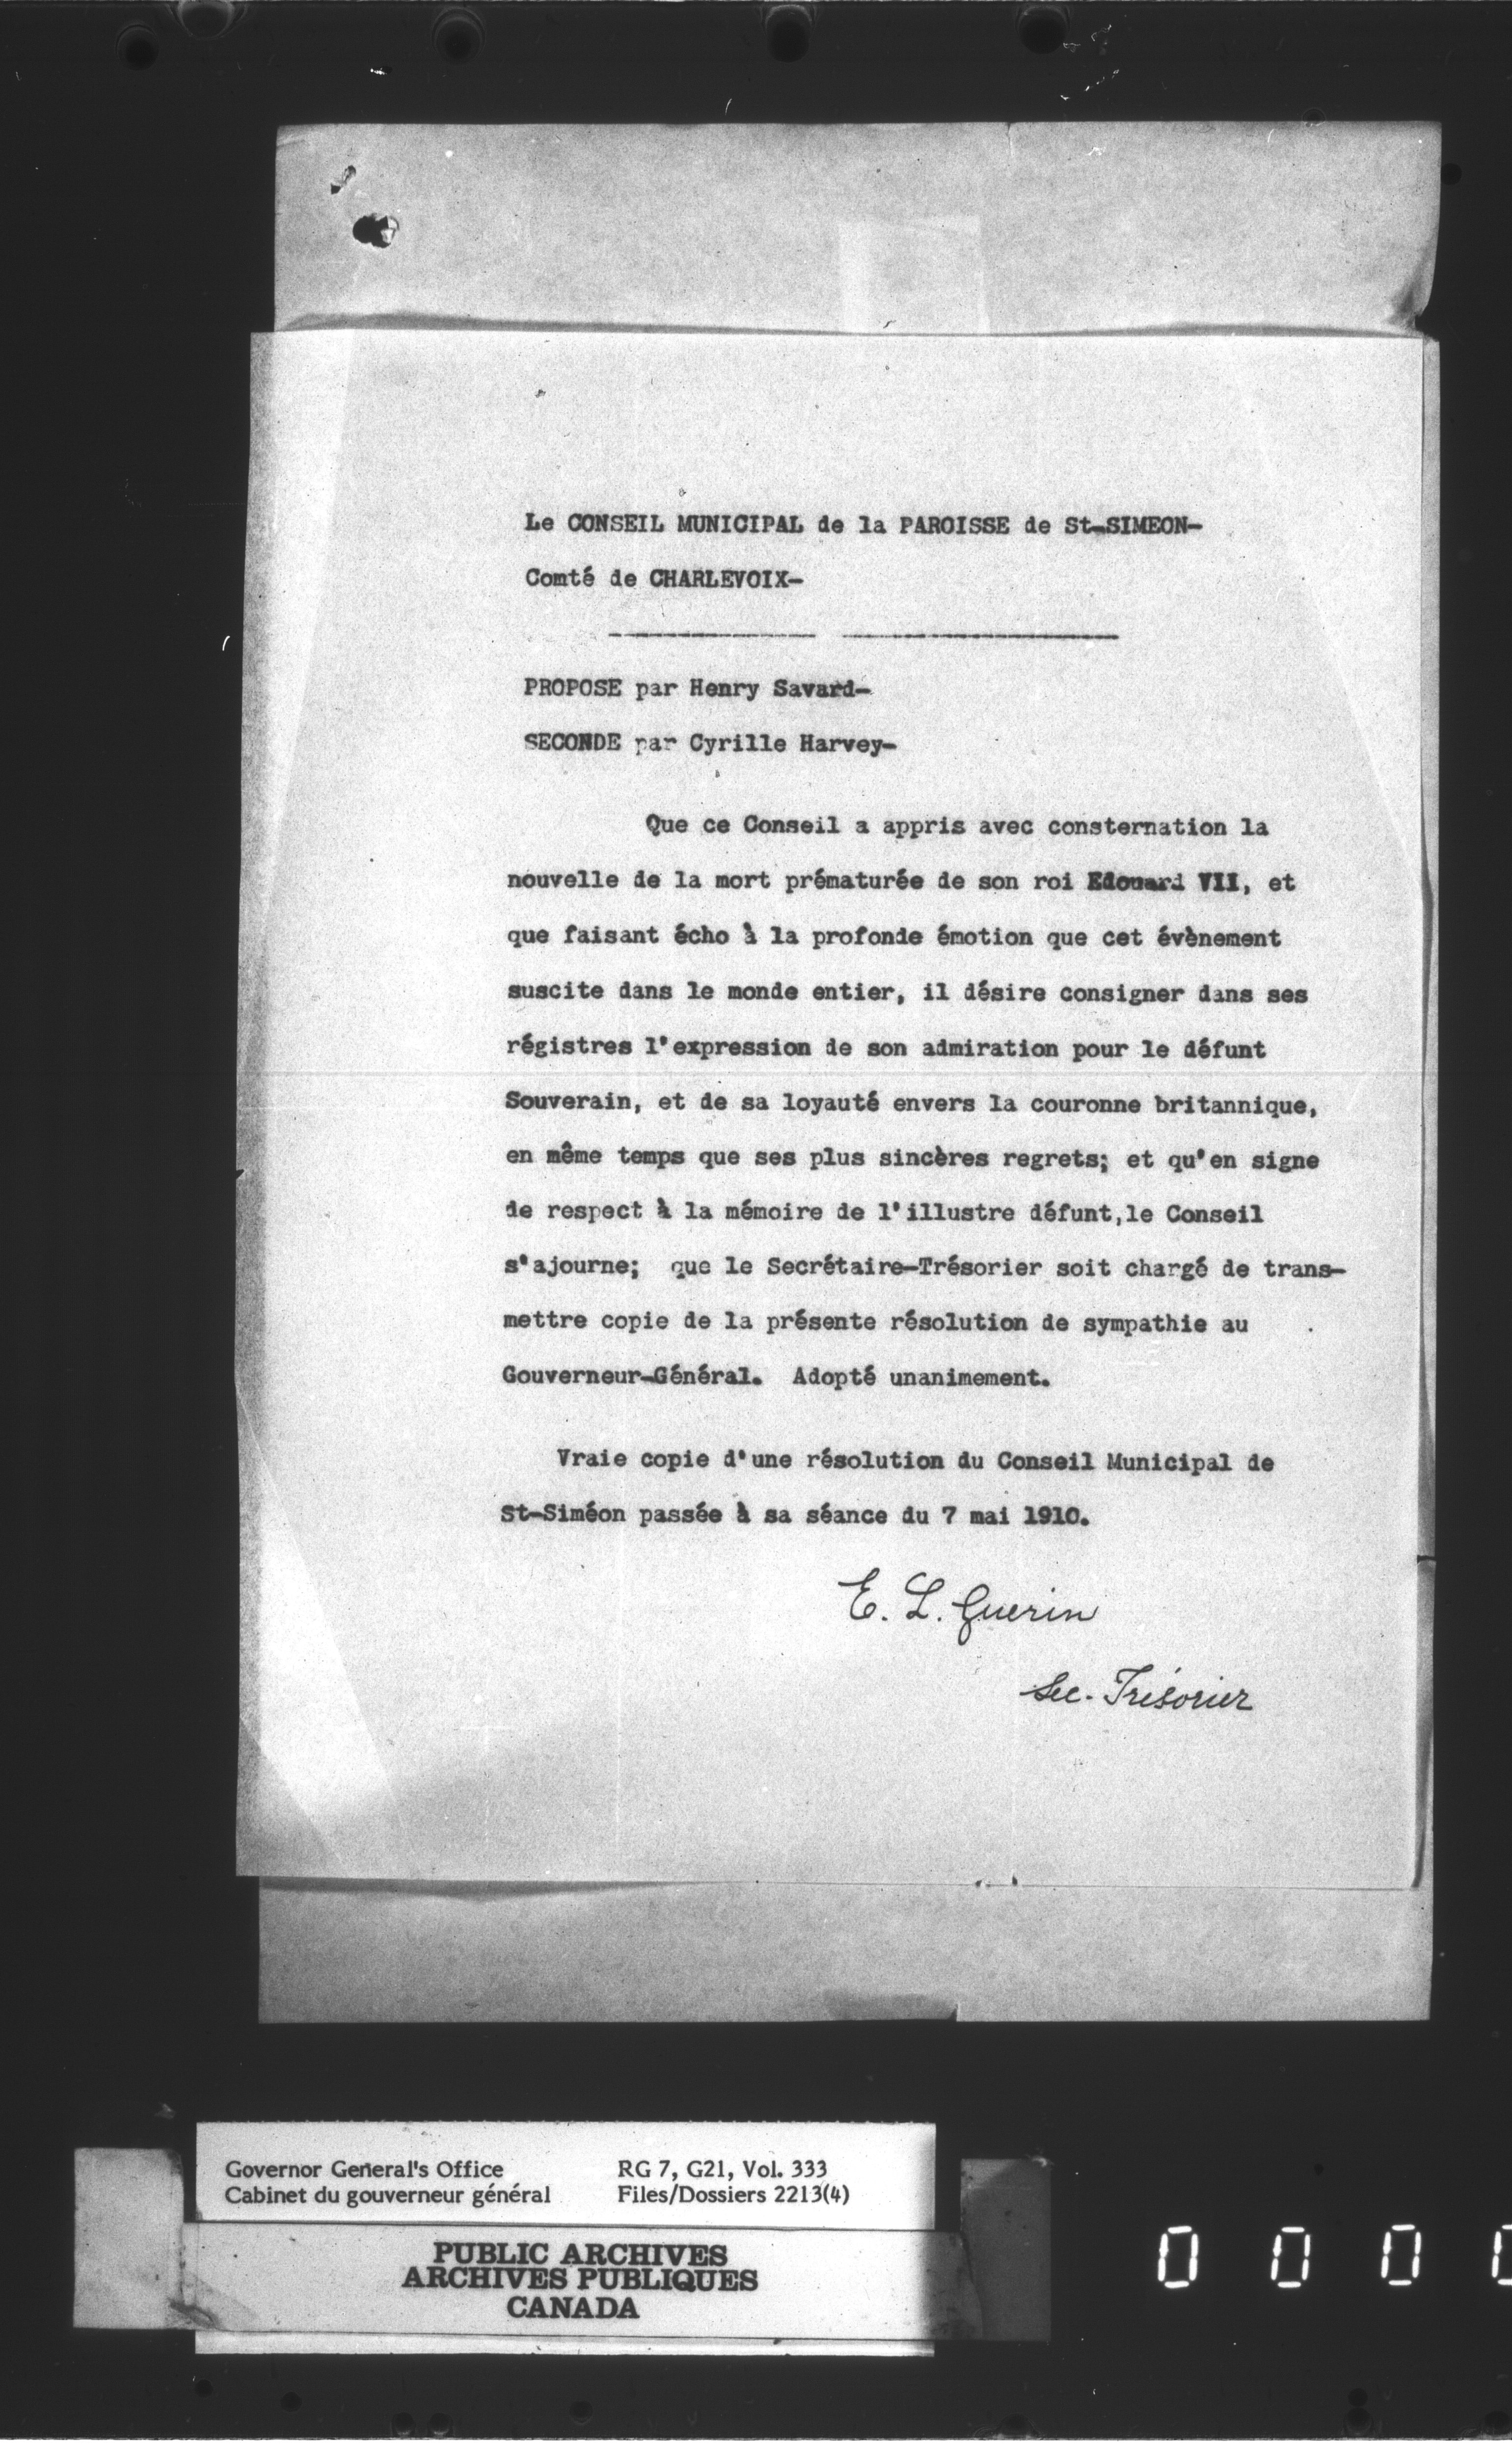 Le CONSEIL MUNICIPAL de la PAROISSE de St-SIMEON-
Comté de CHARLEVOIX-
PROPOSE par Henry Savard-
SECONDE par Cyrille Harvey-
Que ce Conseil a appris avec consternation la
nouvelle de la mort prématurée de son roi Edouard VII, et
que faisant écho à la profonde émotion que cet évènement
suscite dans le monde entier, il désire consigner dans ses
régistres l'expression de son admiration pour le défunt
Souverain, et de sa loyauté envers la couronne britannique,
en même temps que ses plus sincères regrets; et qu'en signe
de respect à la mémoire de l'illustre défunt,le Conseil
s'ajourne; que le Secrétaire-Trésorier soit chargé de trans-
mettre copie de la présente résolution de sympathie au
Gouverneur-Général. Adopté unanimement.
Vraie copie d'une résolution du Conseil Municipal de
St-Siméon passée à sa séance du 7 mai 1910.
E. L. Guerin
Sec. Trésorier
Governor General's Office RG 7, G21, Vol. 333
Cabinet du gouverneur général Files/Dossiers 2213(4)
PUBLIC ARCHIVES
ARCHIVES PUBLIQUES
CANADA
0 0 0